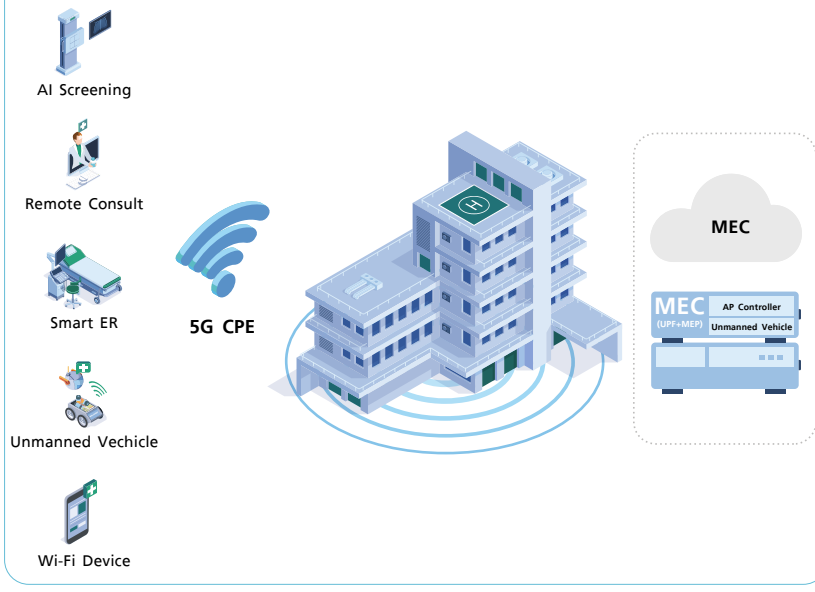 AI Screening
Remote Consult
Smart ER
Unmanned Vechicle
Wi-Fi Device
5G CPE
H
MEC
MEC
(UPF+MEP)
AP Controller
Unmanned Vehicle